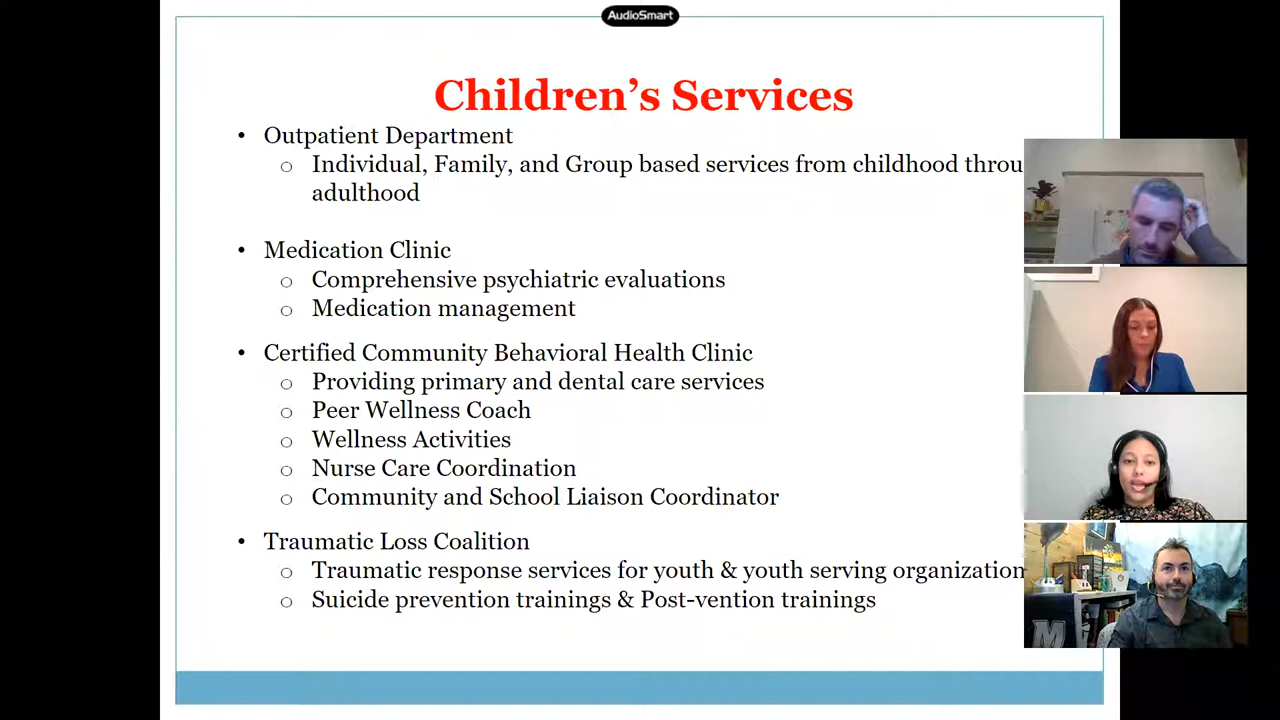 AudioSmart
Children's Services
• Outpatient Department
o Individual, Family, and Group based services from childhood
adulthood
• Medication Clinic
o Comprehensive psychiatric evaluations
o Medication management
• Certified Community Behavioral Health Clinic
o Providing primary and dental care services
o Peer Wellness Coach
o Wellness Activities
o Nurse Care Coordination
o Community and School Liaison Coordinator
• Traumatic Loss Coalition
o Traumatic response services for youth & youth serving organization
o Suicide prevention trainings & Post-vention trainings
M